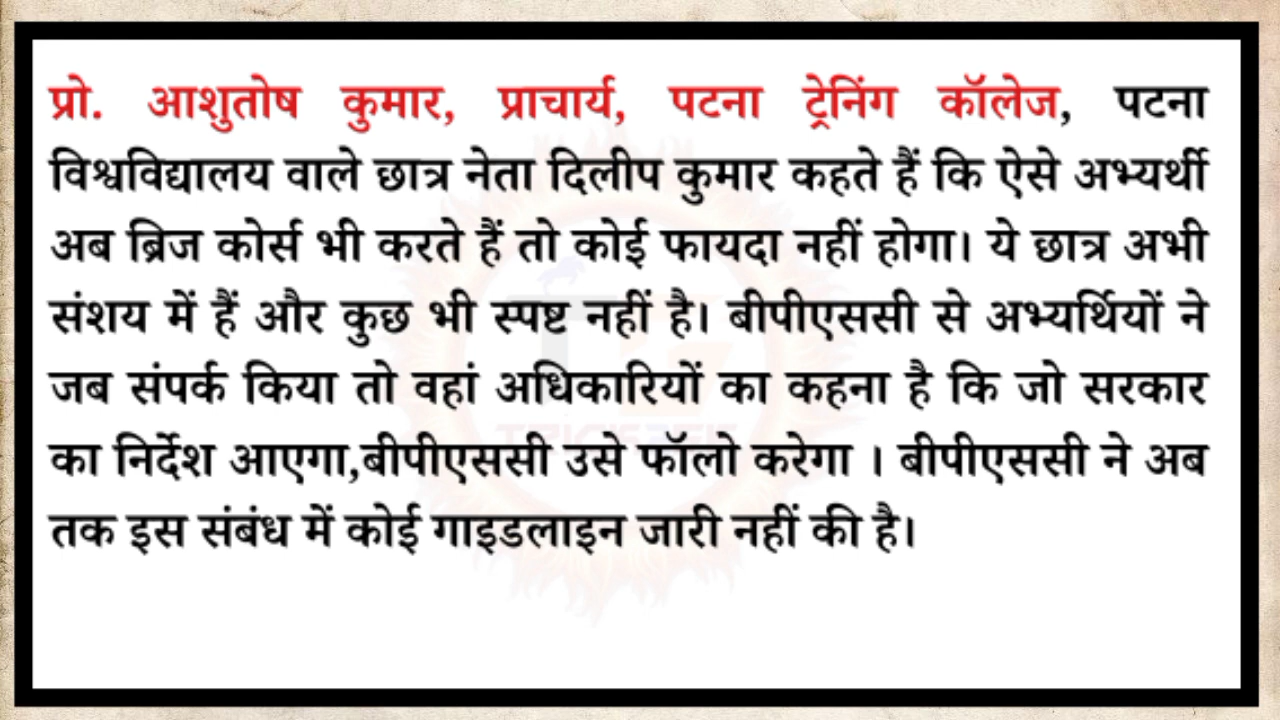 प्रो. आशुतोष कुमार, प्राचार्य, पटना ट्रेनिंग कॉलेज, पटना
विश्वविद्यालय वाले छात्र नेता दिलीप कुमार कहते हैं कि ऐसे अभ्यर्थी
अब ब्रिज कोर्स भी करते हैं तो कोई फायदा नहीं होगा। ये छात्र अभी
संशय में हैं और कुछ भी स्पष्ट नहीं है। बीपीएससी से अभ्यर्थियों ने
जब संपर्क किया तो वहां अधिकारियों का कहना है कि जो सरकार
का निर्देश आएगा,बीपीएससी उसे फॉलो करेगा । बीपीएससी ने अब
तक इस संबंध में कोई गाइडलाइन जारी नहीं की है।